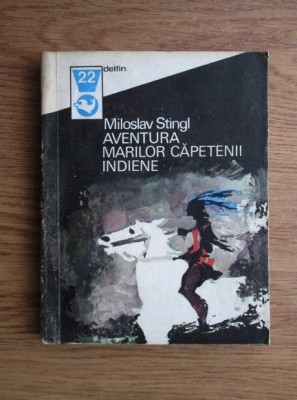 delfin
22
Miloslav Stingl
AVENTURA
MARILOR CĂPETENII
INDIENE